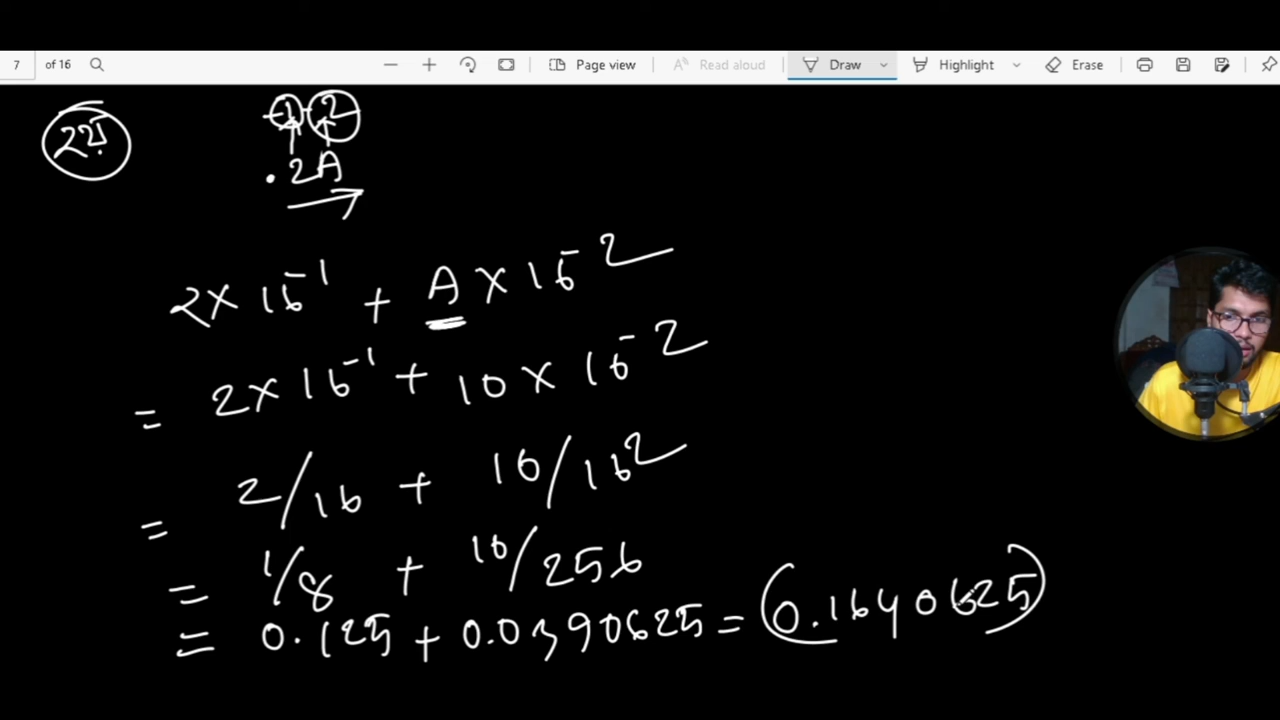 7 of 16 Page view Read aloud Draw Highlight Erase
-1 -2
.2A
2 x 16⁻¹ + A x 16⁻²
= 2 x 16⁻¹ + 10 x 16⁻²
= 2/16 + 10/16²
= 1/8 + 10/256
= 0.125 + 0.0390625 = 0.1640625